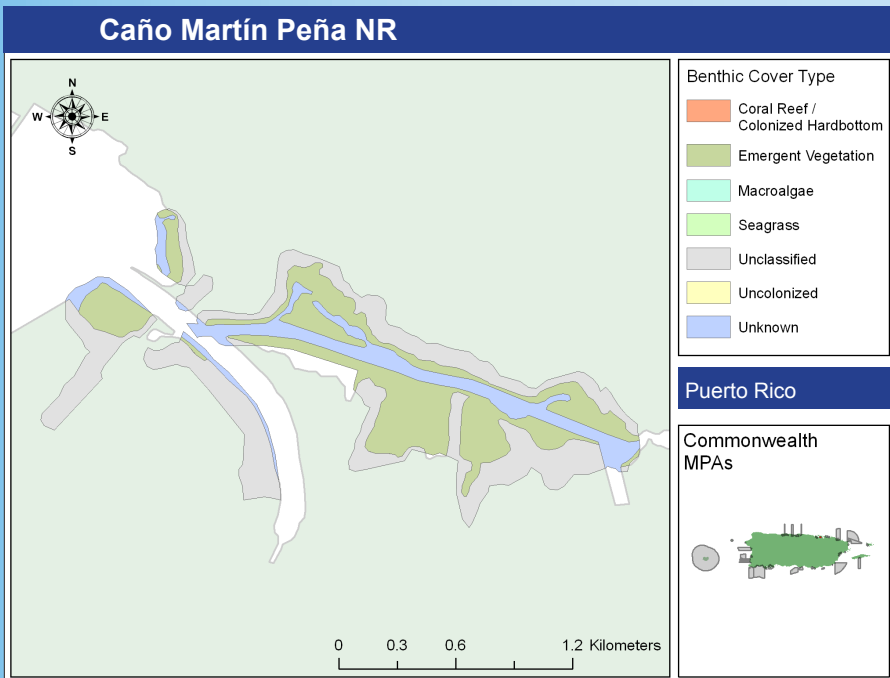 Caño Martín Peña NR
N
W E
S
0 0.3 0.6 1.2 Kilometers
Benthic Cover Type
Coral Reef /
Colonized Hardbottom
Emergent Vegetation
Macroalgae
Seagrass
Unclassified
Uncolonized
Unknown
Puerto Rico
Commonwealth
MPAs